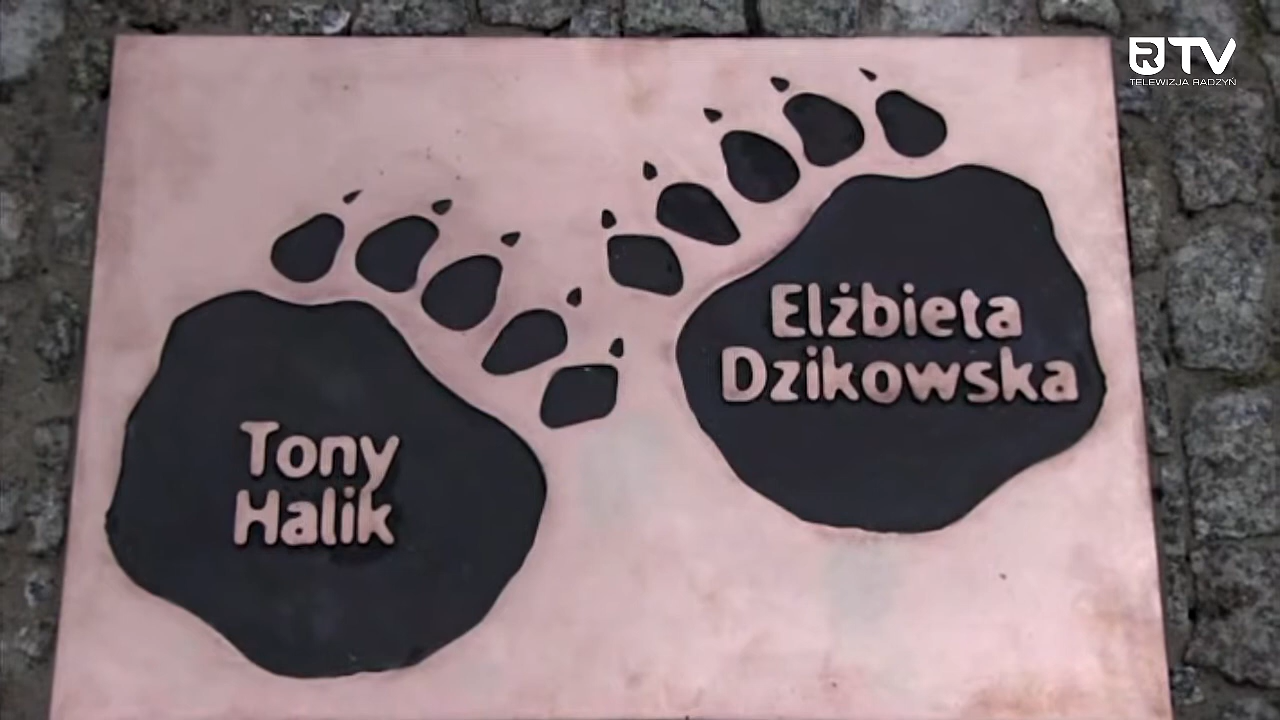 RTV
TELEWIZJA RADZYŃ
Elżbieta
Dzikowska
Tony
Halik